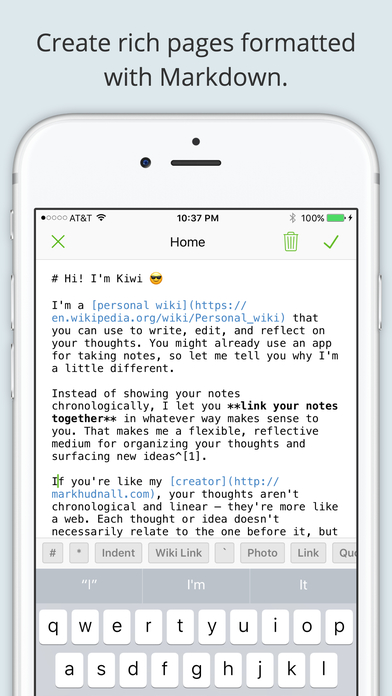 Create rich pages formatted
with Markdown.
AT&T 10:37 PM 100%
Home
# Hi! I'm Kiwi 😎
I'm a [personal wiki](https://
en.wikipedia.org/wiki/Personal_wiki) that
you can use to write, edit, and reflect on
your thoughts. You might already use an app
for taking notes, so let me tell you why I'm
a little different.
Instead of showing your notes
chronologically, I let you **link your notes
together** in whatever way makes sense to
you. That makes me a flexible, reflective
medium for organizing your thoughts and
surfacing new ideas^[1].
If you're like my [creator](http://
markhudnall.com), your thoughts aren't
chronological and linear — they're more like
a web. Each thought or idea doesn't
necessarily relate to the one before it, but
# * Indent Wiki Link ` Photo Link Quo
“I” I'm It
q w e r t y u i o p
a s d f g h j k l